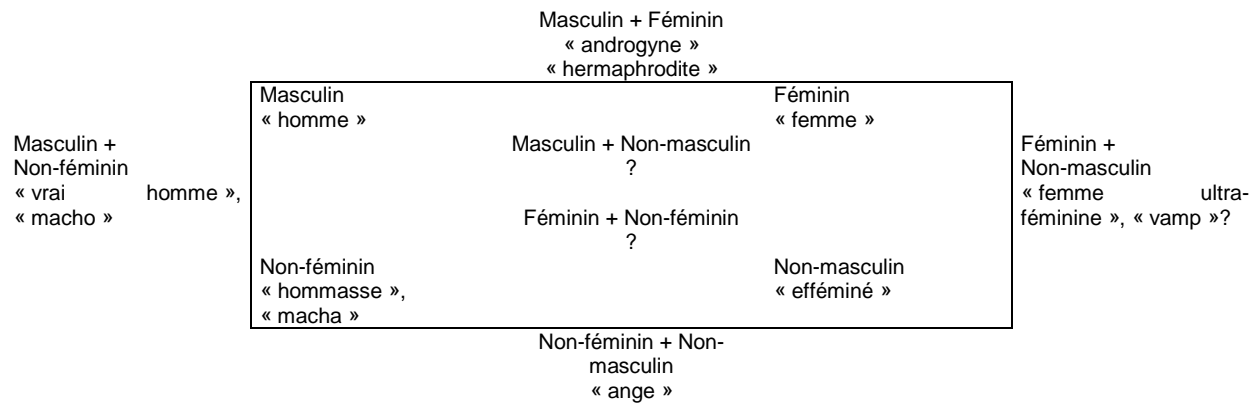 Masculin + Féminin
« androgyne »
« hermaphrodite »
Masculin
« homme »
Féminin
« femme »
Masculin +
Non-féminin
« vrai homme »,
« macho »
Masculin + Non-masculin
?
Féminin + Non-féminin
?
Féminin +
Non-masculin
« femme ultra-
féminine », « vamp »?
Non-féminin
« hommasse »,
« macha »
Non-masculin
« efféminé »
Non-féminin + Non-
masculin
« ange »